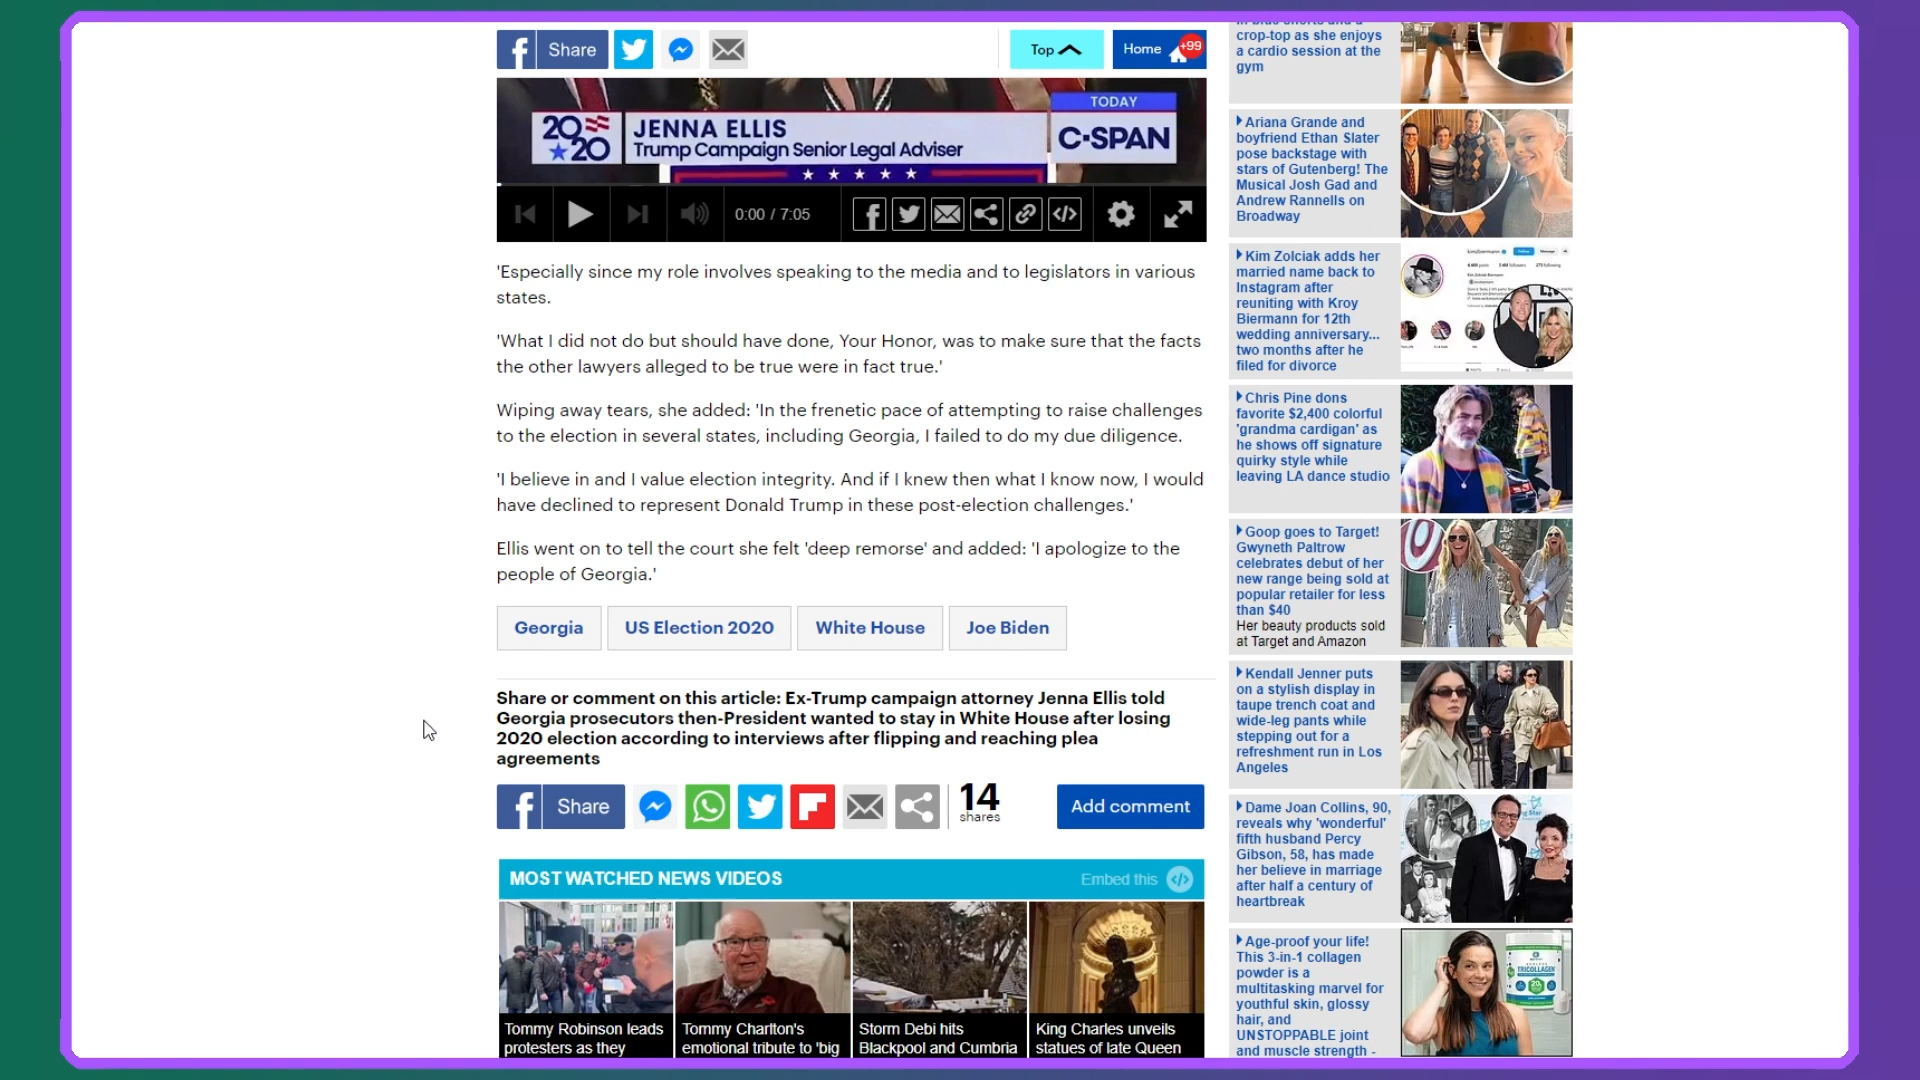 Share
Top
Home
+99
TODAY
2020
JENNA ELLIS
Trump Campaign Senior Legal Adviser
C-SPAN
0:00 / 7:05
'Especially since my role involves speaking to the media and to legislators in various
states.
'What I did not do but should have done, Your Honor, was to make sure that the facts
the other lawyers alleged to be true were in fact true.'
Wiping away tears, she added: 'In the frenetic pace of attempting to raise challenges
to the election in several states, including Georgia, I failed to do my due diligence.
'I believe in and I value election integrity. And if I knew then what I know now, I would
have declined to represent Donald Trump in these post-election challenges.'
Ellis went on to tell the court she felt 'deep remorse' and added: 'I apologize to the
people of Georgia.'
Georgia
US Election 2020
White House
Joe Biden
Share or comment on this article: Ex-Trump campaign attorney Jenna Ellis told
Georgia prosecutors then-President wanted to stay in White House after losing
2020 election according to interviews after flipping and reaching plea
agreements
Share
14
shares
Add comment
MOST WATCHED NEWS VIDEOS
Embed this
Tommy Robinson leads
protesters as they
Tommy Charlton's
emotional tribute to 'big
Storm Debi hits
Blackpool and Cumbria
King Charles unveils
statues of late Queen
crop-top as she enjoys
a cardio session at the
gym
Ariana Grande and
boyfriend Ethan Slater
pose backstage with
stars of Gutenberg! The
Musical Josh Gad and
Andrew Rannells on
Broadway
Kim Zolciak adds her
married name back to
Instagram after
reuniting with Kroy
Biermann for 12th
wedding anniversary...
two months after he
filed for divorce
Chris Pine dons
favorite $2,400 colorful
'grandma cardigan' as
he shows off signature
quirky style while
leaving LA dance studio
Goop goes to Target!
Gwyneth Paltrow
celebrates debut of her
new range being sold at
popular retailer for less
than $40
Her beauty products sold
at Target and Amazon
Kendall Jenner puts
on a stylish display in
taupe trench coat and
wide-leg pants while
stepping out for a
refreshment run in Los
Angeles
Dame Joan Collins, 90,
reveals why 'wonderful'
fifth husband Percy
Gibson, 58, has made
her believe in marriage
after half a century of
heartbreak
Age-proof your life!
This 3-in-1 collagen
powder is a
multitasking marvel for
youthful skin, glossy
hair, and
UNSTOPPABLE joint
and muscle strength -
TRICOLLAGEN